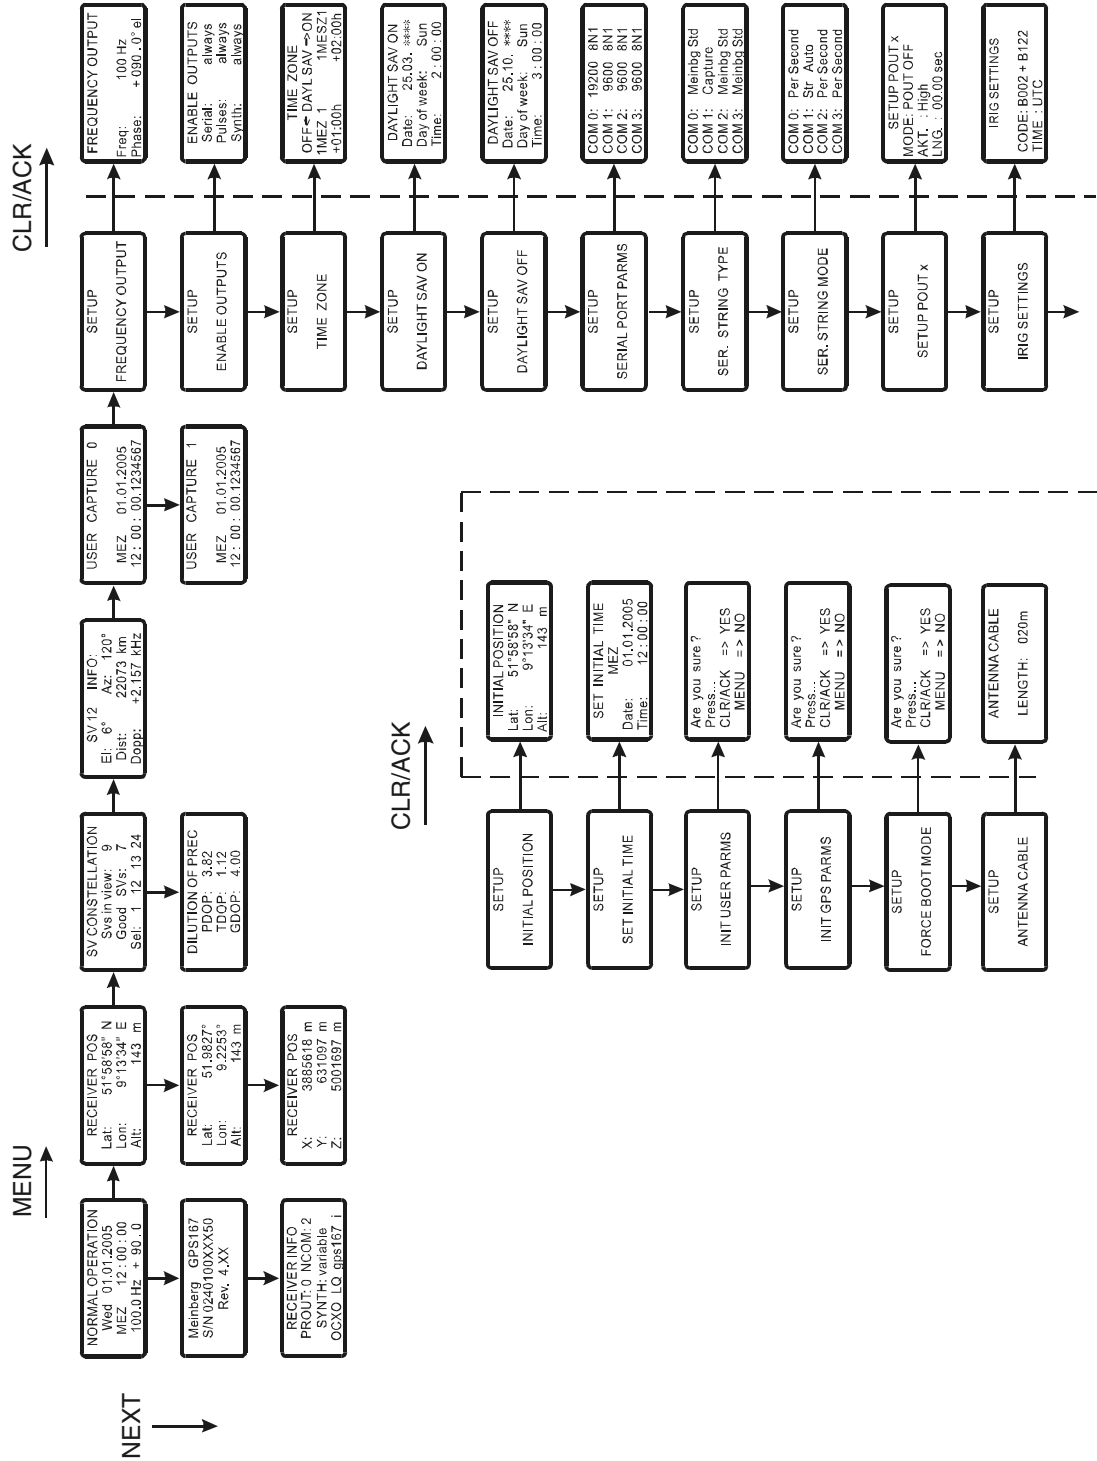 MENU
NEXT
CLR/ACK
NORMAL OPERATION
Wed 01.01.2005
MEZ 12:00:00
100.0 Hz + 90.0
Meinberg GPS167
S/N 0240100XXX50
Rev. 4.XX
RECEIVER INFO
PROUT: 0 NCOM: 2
SYNTH: variable
OCXO LQ gps167 i
RECEIVER POS
Lat: 51°58'58" N
Lon: 9°13'34" E
Alt: 143 m
RECEIVER POS
Lat: 51.9827°
Lon: 9.2253°
Alt: 143 m
RECEIVER POS
X: 3885618 m
Y: 631097 m
Z: 5001697 m
SV CONSTELLATION
Svs in view: 9
Good SVs: 7
Sel: 1 12 13 24
DILUTION OF PREC
PDOP: 3.82
TDOP: 1.12
GDOP: 4.00
SV 12 INFO:
El: 6° Az: 120°
Dist: 22073 km
Dopp: +2.157 kHz
USER CAPTURE 0
MEZ 01.01.2005
12:00:00.1234567
USER CAPTURE 1
MEZ 01.01.2005
12:00:00.1234567
SETUP
FREQUENCY OUTPUT
FREQUENCY OUTPUT
Freq: 100 Hz
Phase: +090.0°el
SETUP
ENABLE OUTPUTS
ENABLE OUTPUTS
Serial: always
Pulses: always
Synth: always
SETUP
TIME ZONE
TIME ZONE
OFF← DAYL SAV →ON
1MEZ 1 1MESZ1
+01:00h +02:00h
SETUP
DAYLIGHT SAV ON
DAYLIGHT SAV ON
Date: 25.03. ****
Day of week: Sun
Time: 2:00:00
SETUP
DAYLIGHT SAV OFF
DAYLIGHT SAV OFF
Date: 25.10. ****
Day of week: Sun
Time: 3:00:00
SETUP
SERIAL PORT PARMS
COM 0: 19200 8N1
COM 1: 9600 8N1
COM 2: 9600 8N1
COM 3: 9600 8N1
SETUP
SER. STRING TYPE
COM 0: Meinbg Std
COM 1: Capture
COM 2: Meinbg Std
COM 3: Meinbg Std
SETUP
SER. STRING MODE
COM 0: Per Second
COM 1: Str Auto
COM 2: Per Second
COM 3: Per Second
SETUP
SETUP POUT x
SETUP POUT x
MODE: POUT OFF
AKT. : High
LNG. : 00.00 sec
SETUP
IRIG SETTINGS
IRIG SETTINGS
CODE: B002 + B122
TIME : UTC
CLR/ACK
SETUP
INITIAL POSITION
INITIAL POSITION
Lat: 51°58'58" N
Lon: 9°13'34" E
Alt: 143 m
SETUP
SET INITIAL TIME
SET INITIAL TIME
MEZ
Date: 01.01.2005
Time: 12:00:00
SETUP
INIT USER PARMS
Are you sure?
Press...
CLR/ACK => YES
MENU => NO
SETUP
INIT GPS PARMS
Are you sure?
Press...
CLR/ACK => YES
MENU => NO
SETUP
FORCE BOOT MODE
Are you sure?
Press...
CLR/ACK => YES
MENU => NO
SETUP
ANTENNA CABLE
ANTENNA CABLE
LENGTH: 020m